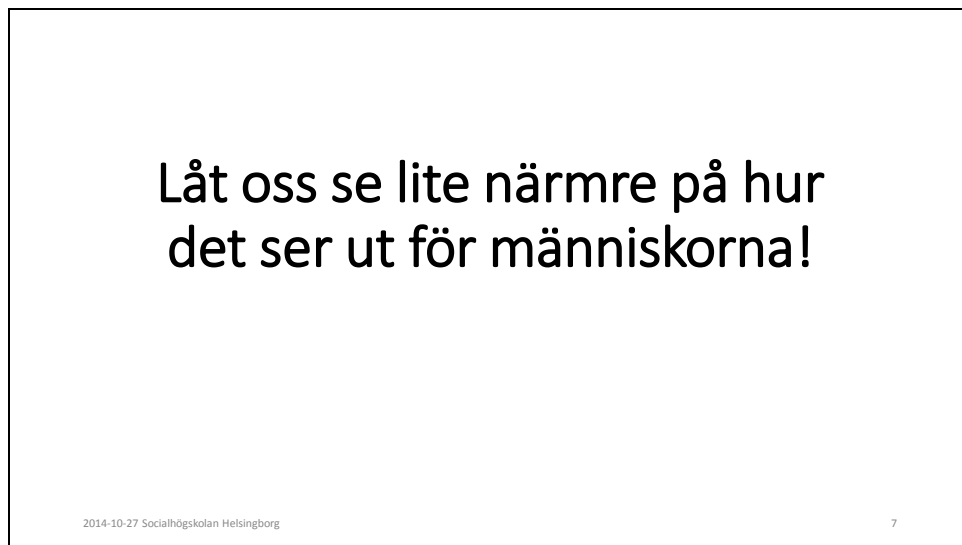 Låt oss se lite närmre på hur
det ser ut för människorna!
2014-10-27 Socialhögskolan Helsingborg
7